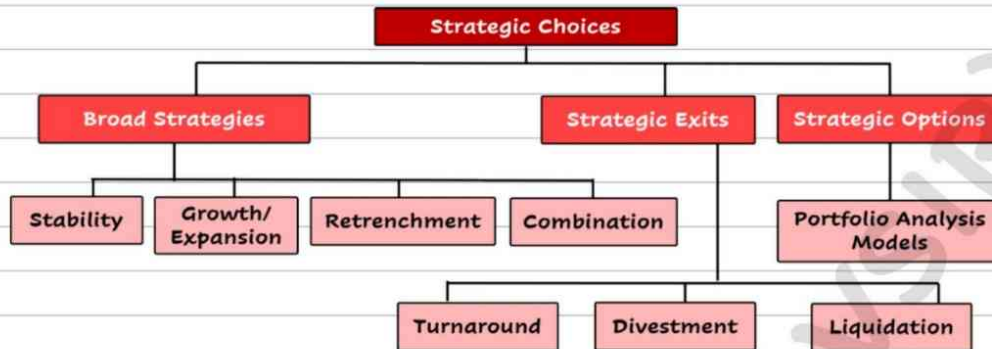 Strategic Choices
Broad Strategies
Strategic Exits
Strategic Options
Stability
Growth/
Expansion
Retrenchment
Combination
Portfolio Analysis
Models
Turnaround
Divestment
Liquidation